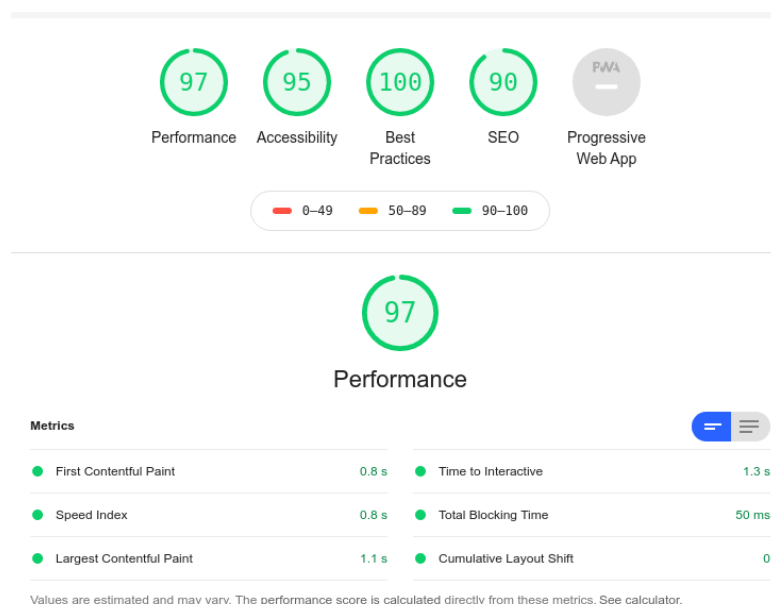 97 95 100 90 PWA
Performance Accessibility Best Practices SEO Progressive Web App
0–49 50–89 90–100
97
Performance
Metrics
First Contentful Paint 0.8 s
Time to Interactive 1.3 s
Speed Index 0.8 s
Total Blocking Time 50 ms
Largest Contentful Paint 1.1 s
Cumulative Layout Shift 0
Values are estimated and may vary. The performance score is calculated directly from these metrics. See calculator.